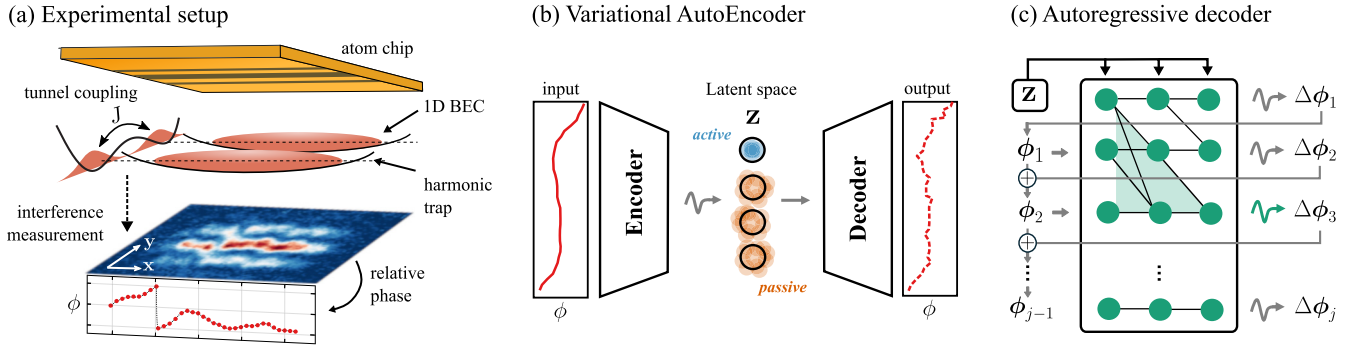 (a) Experimental setup
atom chip
tunnel coupling
J
1D BEC
harmonic
trap
interference
measurement
y
x
relative
phase
ϕ
(b) Variational AutoEncoder
input
Latent space
output
z
active
Encoder
Decoder
passive
ϕ
ϕ
(c) Autoregressive decoder
z
Δϕ₁
ϕ₁
Δϕ₂
+
ϕ₂
Δϕ₃
+
⋮
⋮
ϕⱼ₋₁
Δϕⱼ